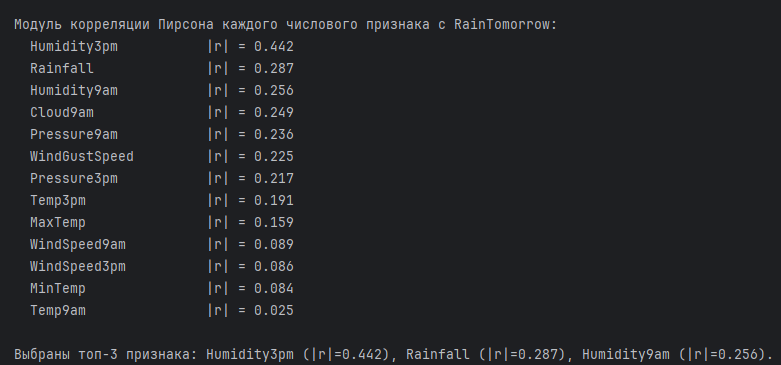 Модуль корреляции Пирсона каждого числового признака с RainTomorrow:
Humidity3pm |r| = 0.442
Rainfall |r| = 0.287
Humidity9am |r| = 0.256
Cloud9am |r| = 0.249
Pressure9am |r| = 0.236
WindGustSpeed |r| = 0.225
Pressure3pm |r| = 0.217
Temp3pm |r| = 0.191
MaxTemp |r| = 0.159
WindSpeed9am |r| = 0.089
WindSpeed3pm |r| = 0.086
MinTemp |r| = 0.084
Temp9am |r| = 0.025
Выбраны топ-3 признака: Humidity3pm (|r|=0.442), Rainfall (|r|=0.287), Humidity9am (|r|=0.256).